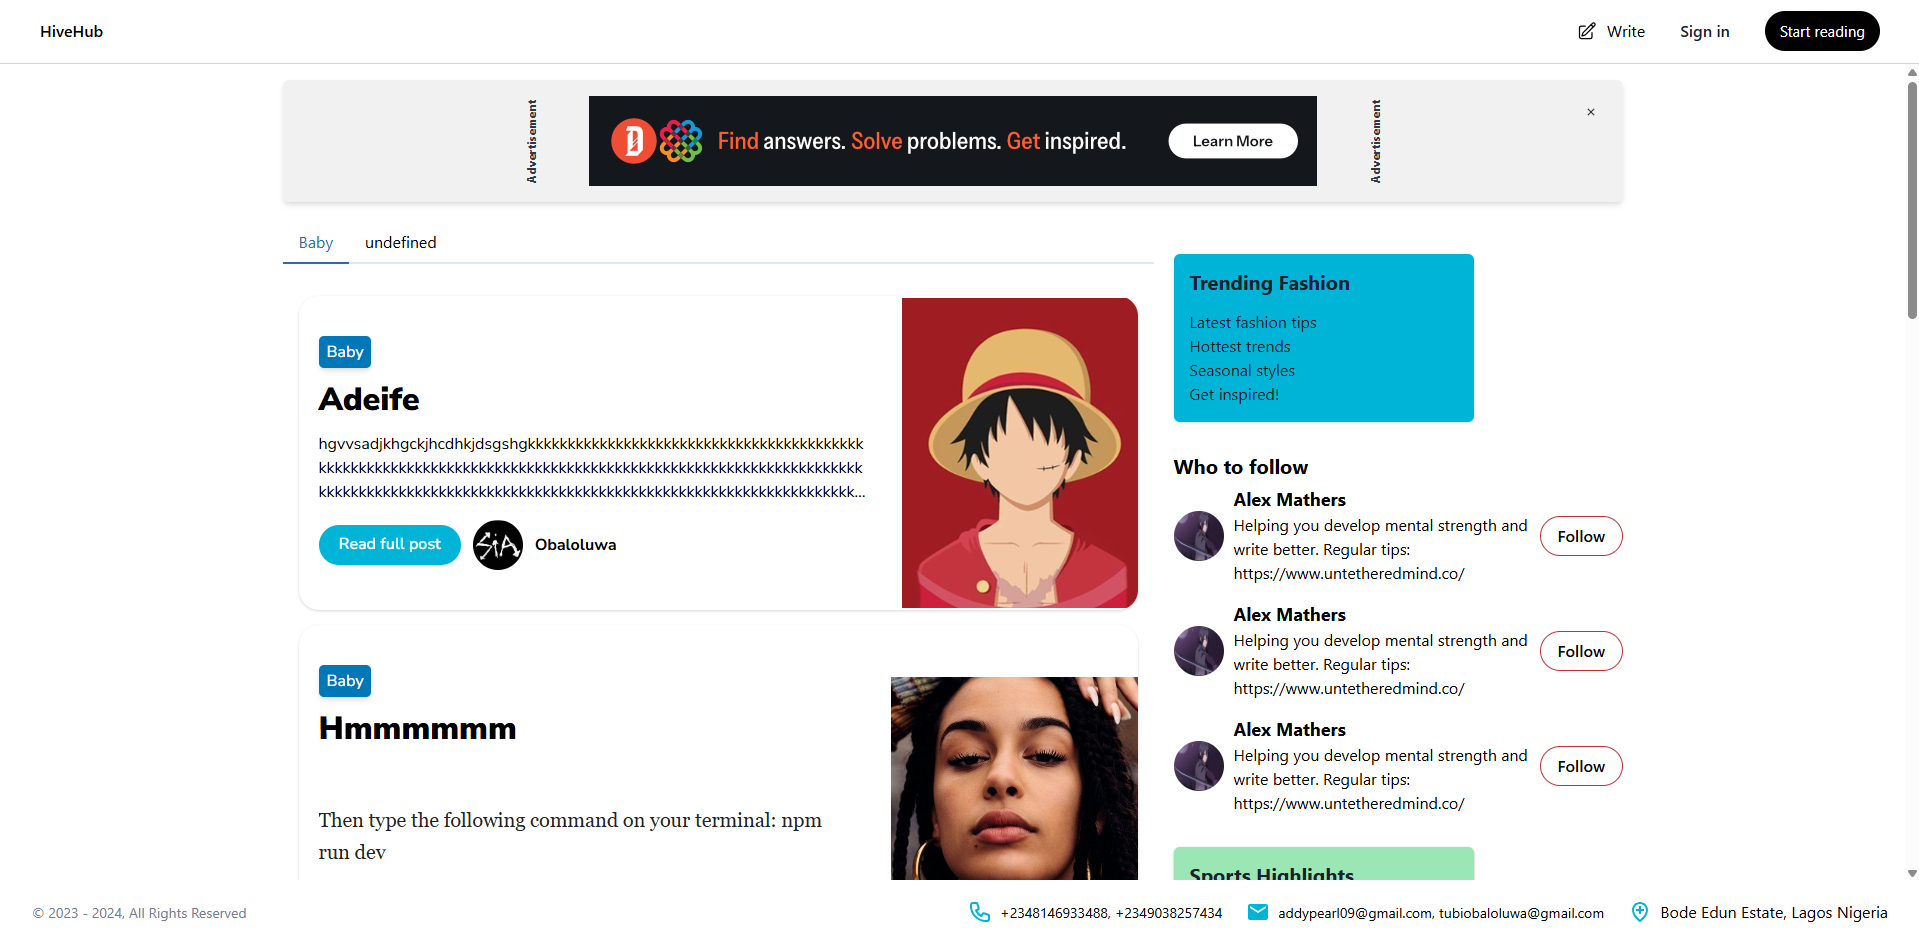 HiveHub
Write
Sign in
Start reading
Advertisement
Find answers. Solve problems. Get inspired.
Learn More
Advertisement
×
Baby
undefined
Baby
Adeife
hgvvsadjkhgckjhcdhkjdsgshgkkkkkkkkkkkkkkkkkkkkkkkkkkkkkkkkkkkkkkkkkk
kkkkkkkkkkkkkkkkkkkkkkkkkkkkkkkkkkkkkkkkkkkkkkkkkkkkkkkkkkkkkkkkkkkk
kkkkkkkkkkkkkkkkkkkkkkkkkkkkkkkkkkkkkkkkkkkkkkkkkkkkkkkkkkkkkkkkkkk...
Read full post
SiA
Obaloluwa
Baby
Hmmmmmm
Then type the following command on your terminal: npm
run dev
Trending Fashion
Latest fashion tips
Hottest trends
Seasonal styles
Get inspired!
Who to follow
Alex Mathers
Helping you develop mental strength and
write better. Regular tips:
https://www.untetheredmind.co/
Follow
Alex Mathers
Helping you develop mental strength and
write better. Regular tips:
https://www.untetheredmind.co/
Follow
Alex Mathers
Helping you develop mental strength and
write better. Regular tips:
https://www.untetheredmind.co/
Follow
Sports Highlights
© 2023 - 2024, All Rights Reserved
+2348146933488, +2349038257434
addypearl09@gmail.com, tubiobaloluwa@gmail.com
Bode Edun Estate, Lagos Nigeria